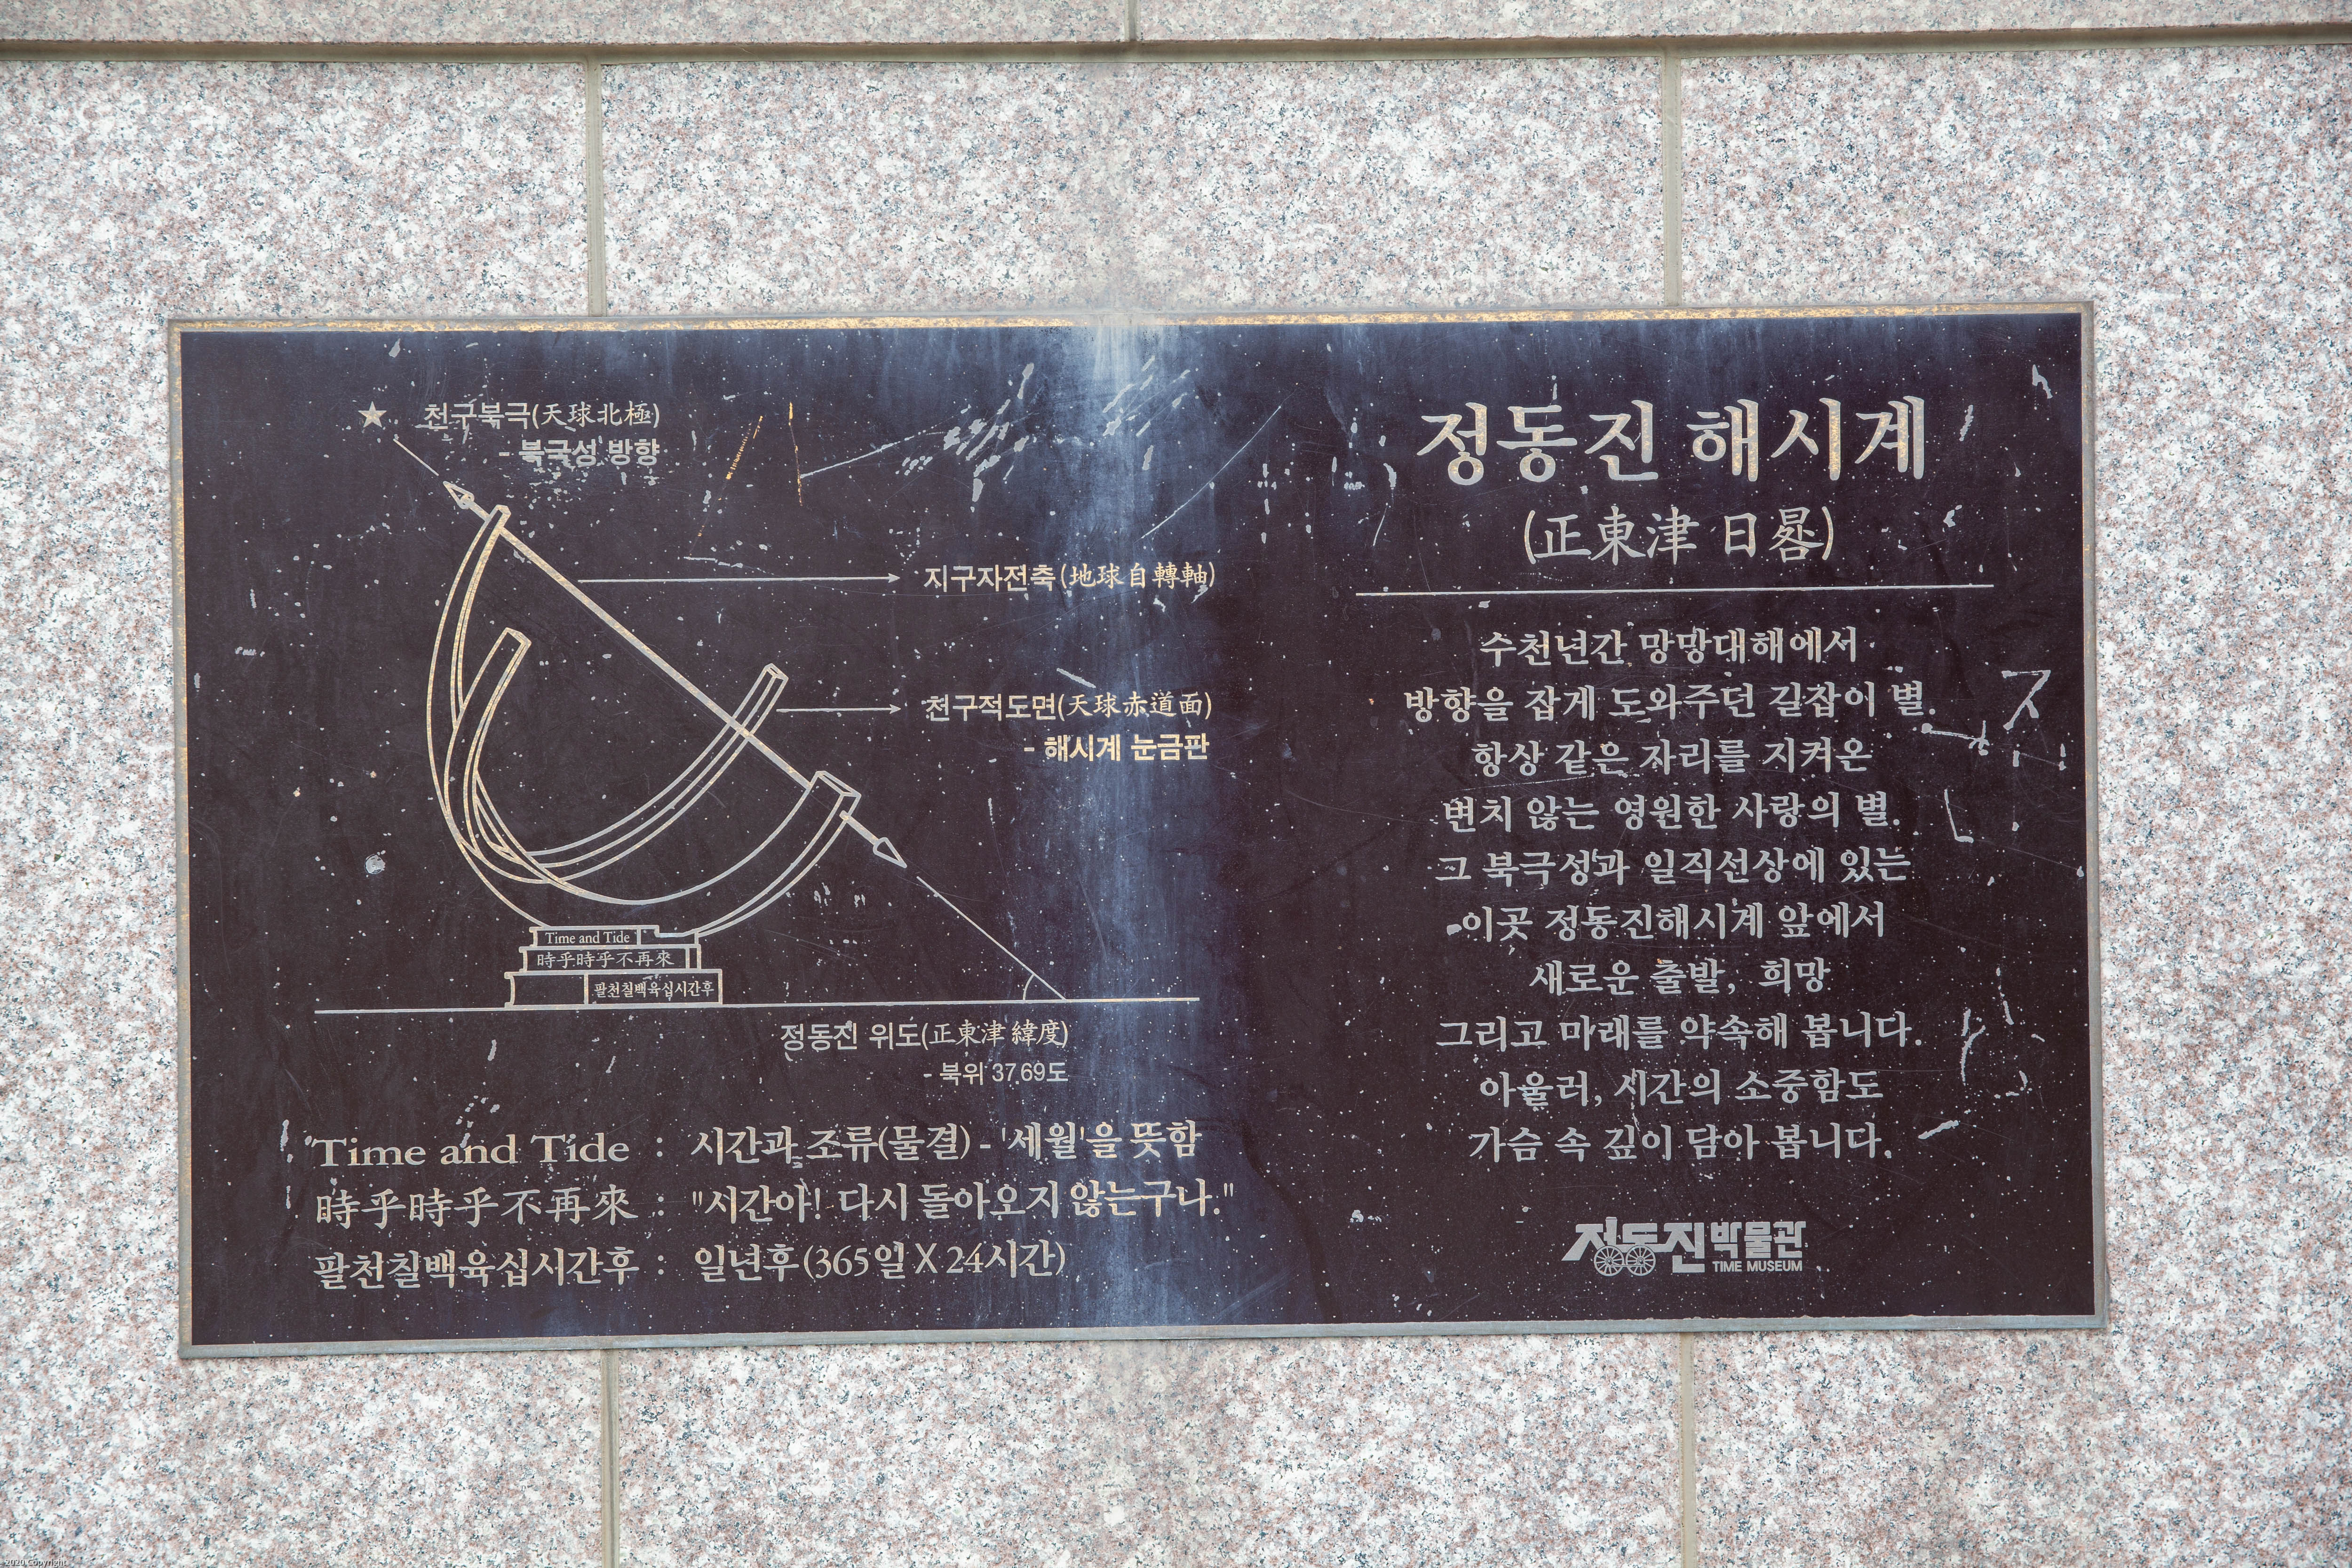 천구북극(天球北極)
- 북극성 방향
지구자전축(地球自轉軸)
천구적도면(天球赤道面)
- 해시계 눈금판
Time and Tide
時乎時乎不再來
팔천칠백육십시간후
정동진 위도(正東津 緯度)
- 북위 37.69도
Time and Tide : 시간과 조류(물결) - '세월'을 뜻함
時乎時乎不再來 : "시간아! 다시 돌아오지 않는구나."
팔천칠백육십시간후 : 일년후 (365일 X 24시간)
정동진 해시계
(正東津 日晷)
수천년간 망망대해에서
방향을 잡게 도와주던 길잡이 별.
항상 같은 자리를 지켜온
변치 않는 영원한 사랑의 별.
그 북극성과 일직선상에 있는
이곳 정동진해시계 앞에서
새로운 출발, 희망
그리고 미래를 약속해 봅니다.
아울러, 시간의 소중함도
가슴 속 깊이 담아 봅니다.
정동진박물관
TIME MUSEUM
2020 Copyright